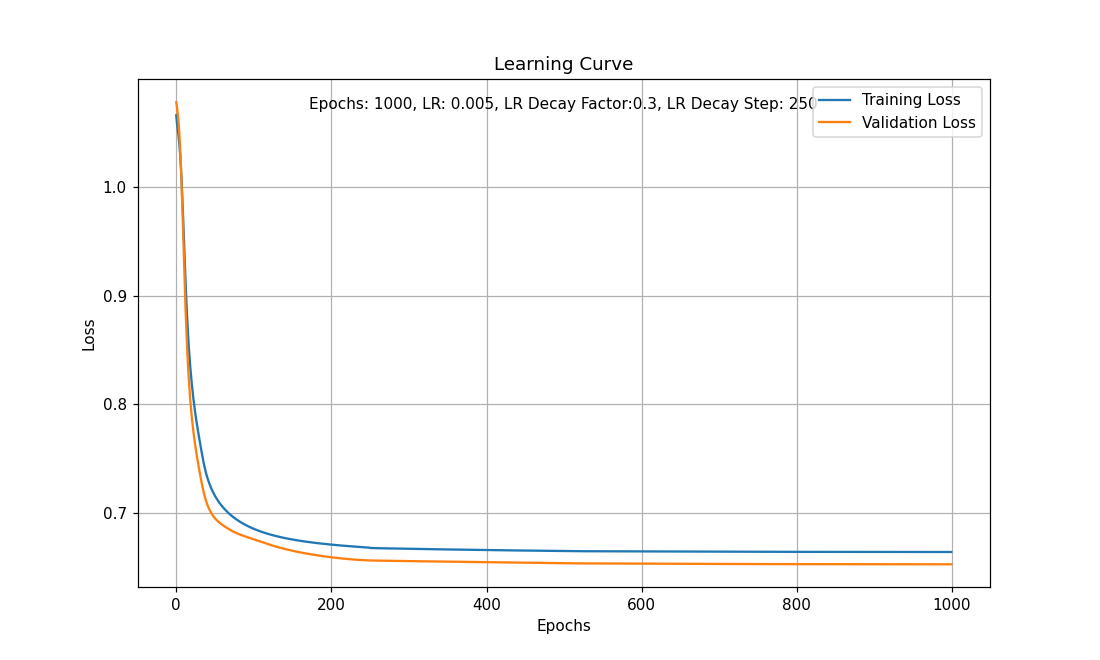 Learning Curve
Epochs: 1000, LR: 0.005, LR Decay Factor:0.3, LR Decay Step: 250
Training Loss
Validation Loss
1.0
0.9
0.8
0.7
Loss
0
200
400
600
800
1000
Epochs